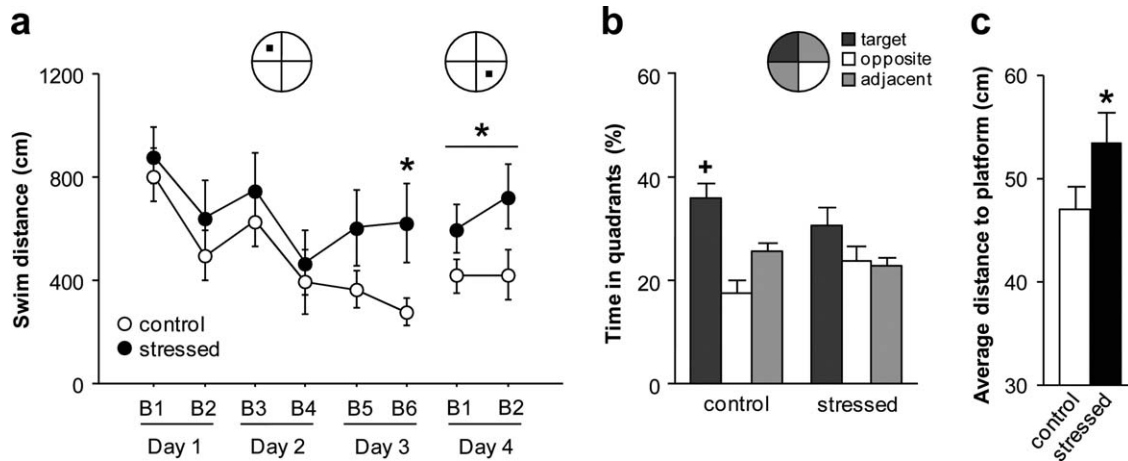 a
Swim distance (cm)
1200
800
400
0
*
*
control
stressed
B1 B2 B3 B4 B5 B6 B1 B2
Day 1 Day 2 Day 3 Day 4
b
target
opposite
adjacent
Time in quadrants (%)
60
40
20
0
+
control stressed
c
Average distance to platform (cm)
60
50
40
30
*
control
stressed